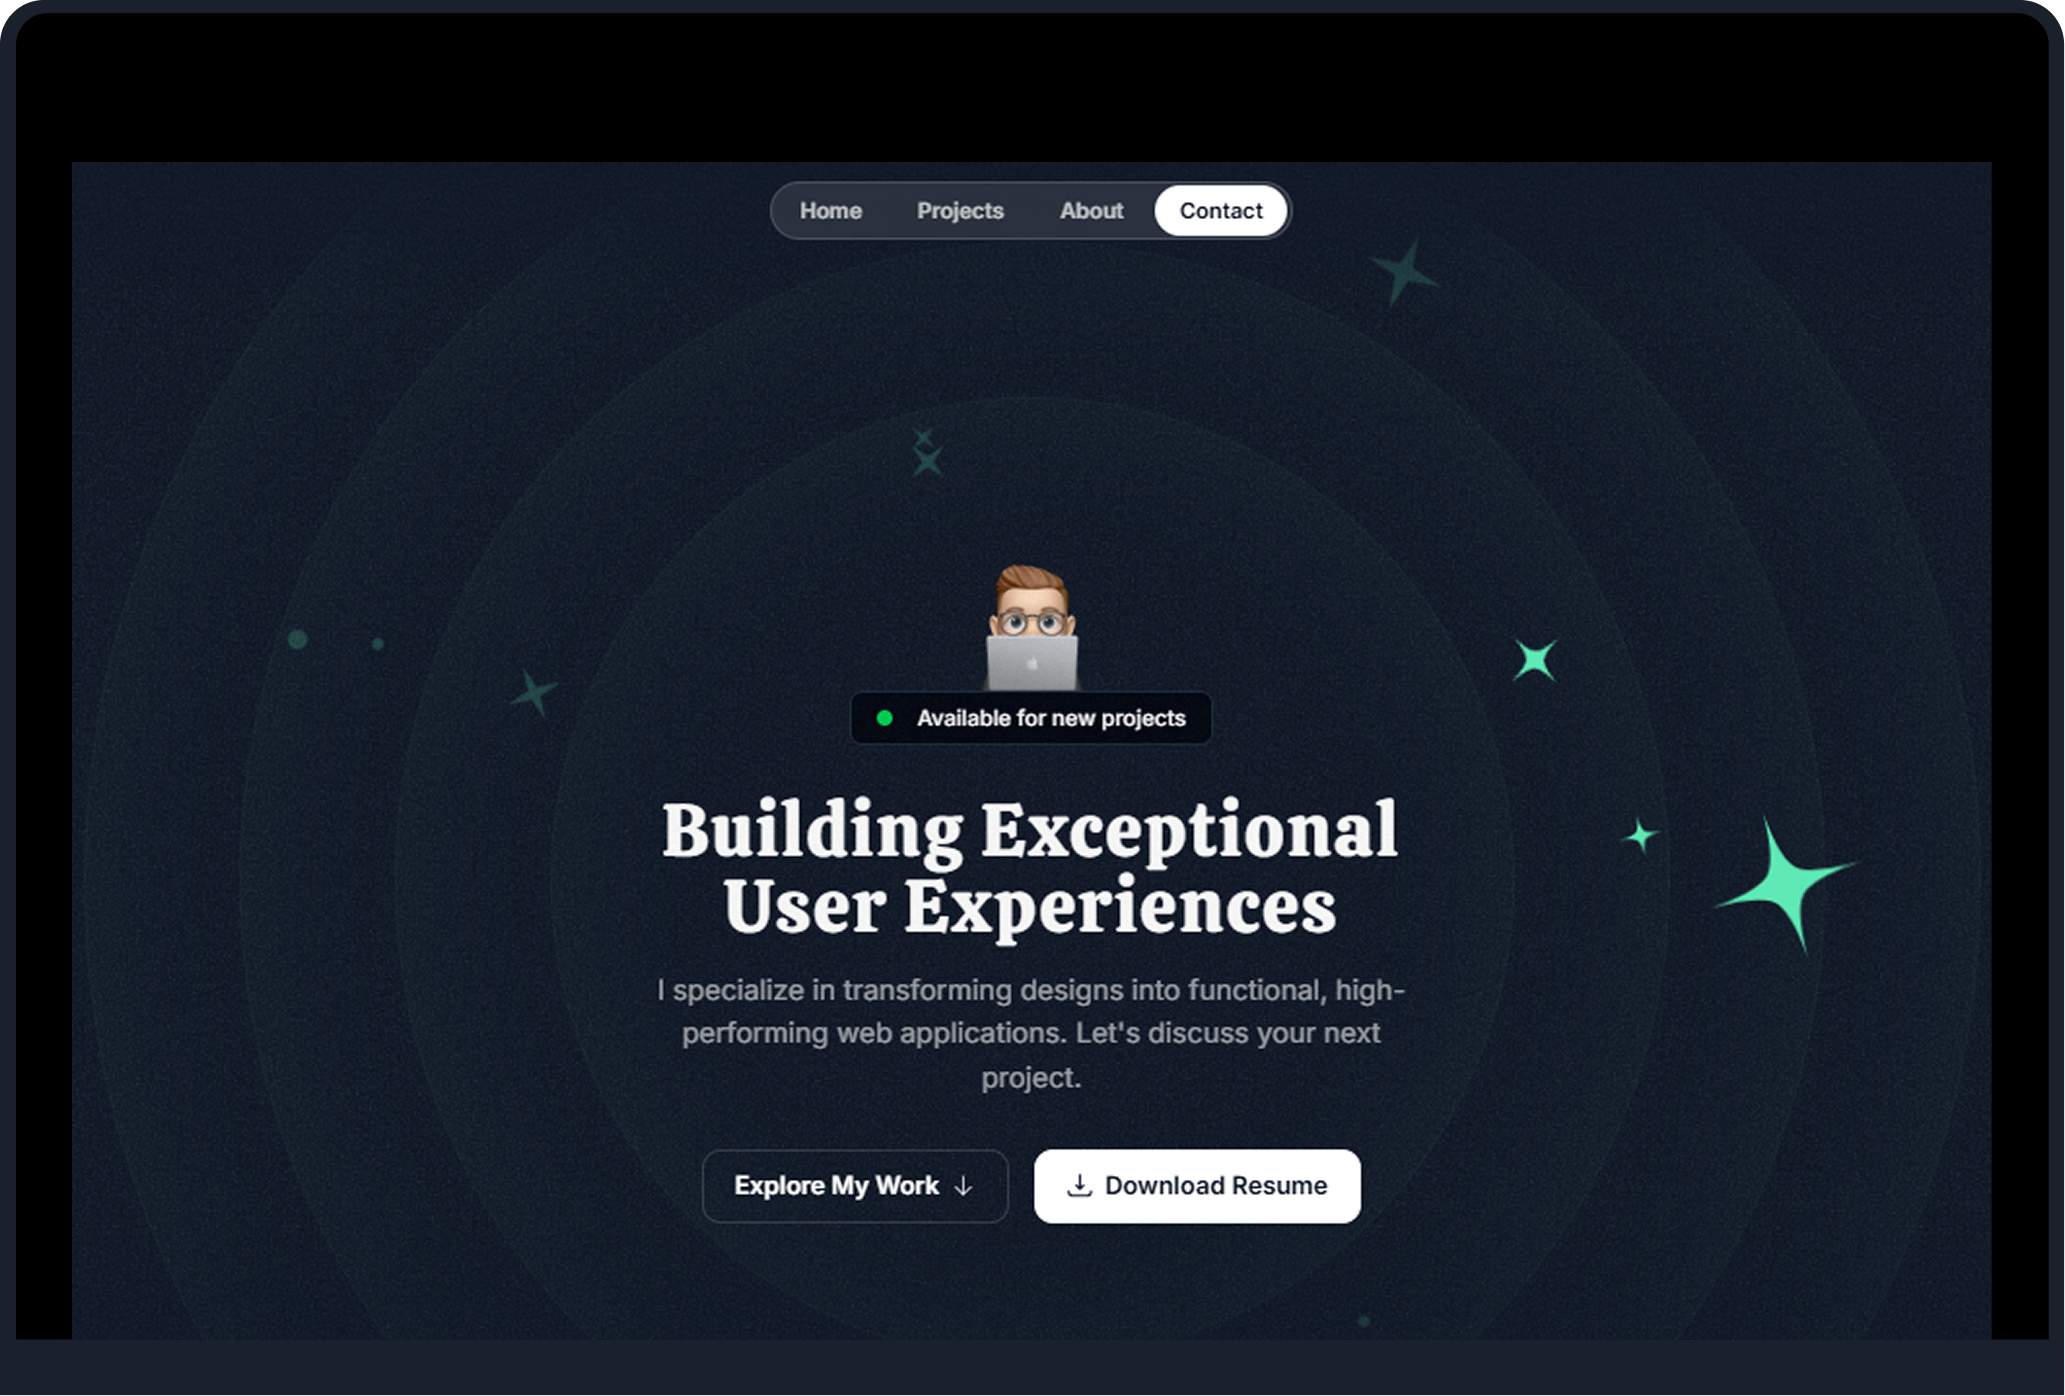 Home Projects About Contact
Available for new projects
Building Exceptional
User Experiences
I specialize in transforming designs into functional, high-
performing web applications. Let's discuss your next
project.
Explore My Work ↓ Download Resume